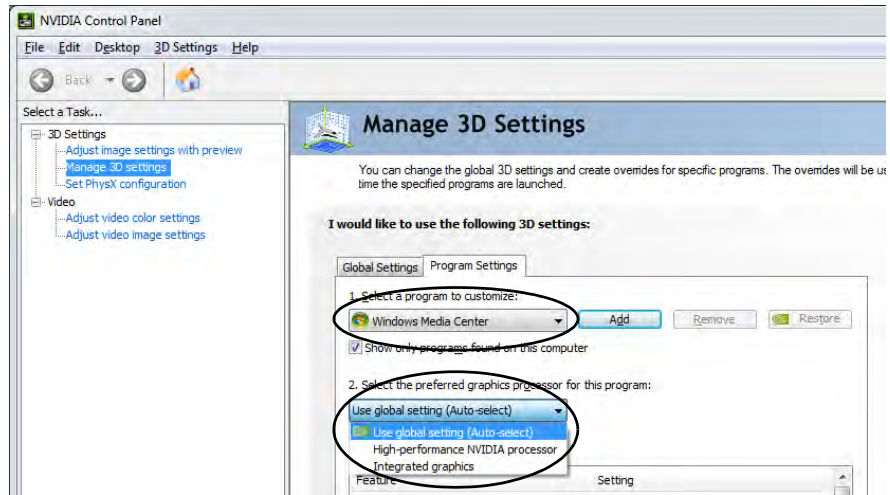 NVIDIA Control Panel
File Edit Desktop 3D Settings Help
Back
Select a Task...
3D Settings
Adjust image settings with preview
Manage 3D settings
Set PhysX configuration
Video
Adjust video color settings
Adjust video image settings
Manage 3D Settings
You can change the global 3D settings and create overrides for specific programs. The overrides will be us
time the specified programs are launched.
I would like to use the following 3D settings:
Global Settings Program Settings
1. Select a program to customize:
Windows Media Center Add Remove Restore
Show only programs found on this computer
2. Select the preferred graphics processor for this program:
Use global setting (Auto-select)
Use global setting (Auto-select)
High-performance NVIDIA processor
Integrated graphics
Feature Setting